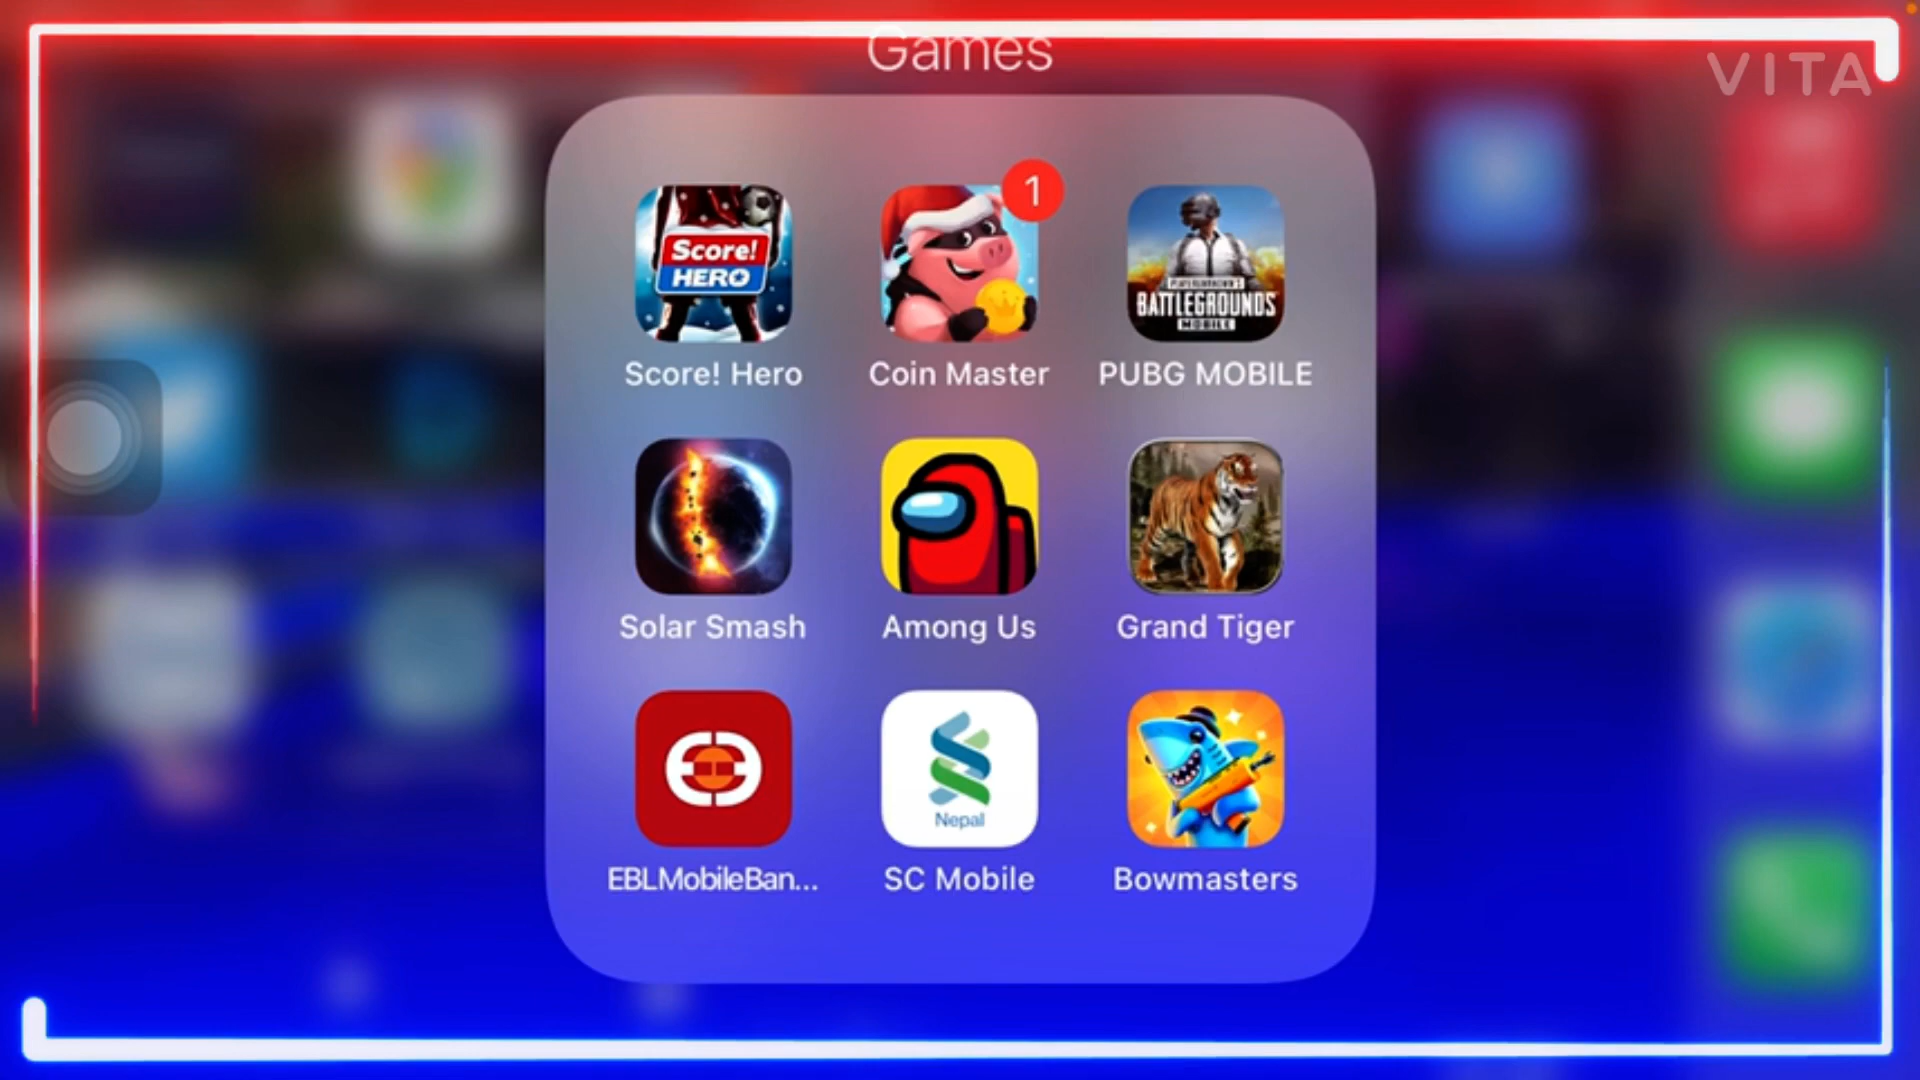 Games
VITA
1
Score!
HERO
PLAYERUNKNOWN'S
BATTLEGROUNDS
MOBILE
Score! Hero
Coin Master
PUBG MOBILE
Solar Smash
Among Us
Grand Tiger
Nepal
EBLMobileBan...
SC Mobile
Bowmasters